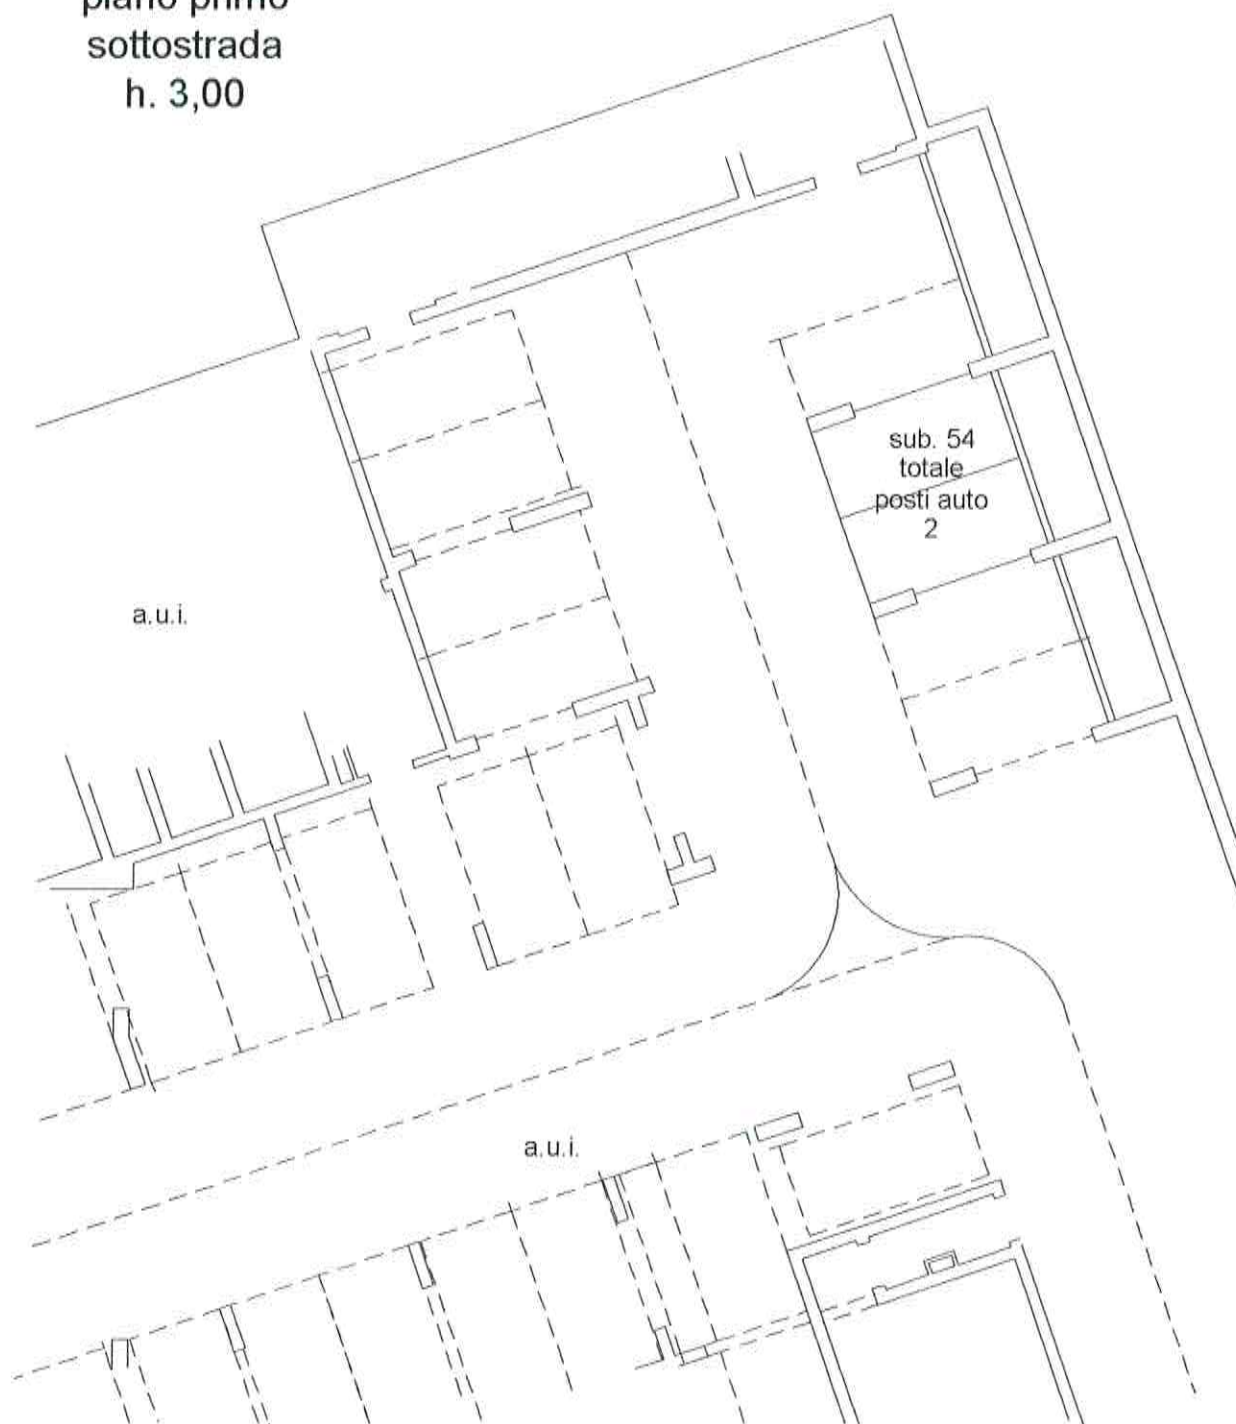 piano primo
sottostrada
h. 3,00
sub. 54
totale
posti auto
2
a.u.i.
a.u.i.